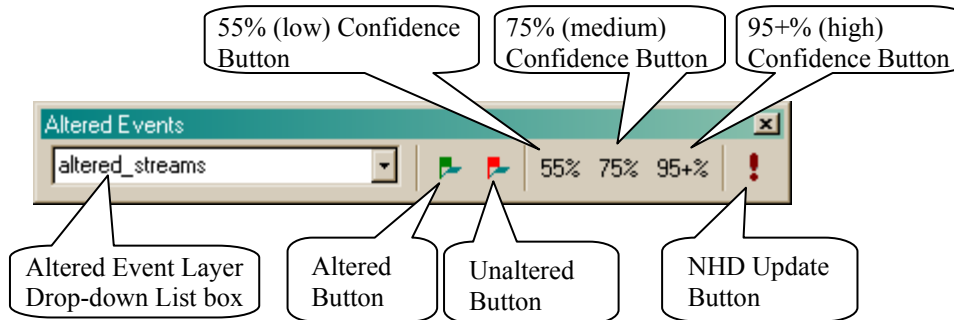 55% (low) Confidence
Button
75% (medium)
Confidence Button
95+% (high)
Confidence Button
Altered Events
altered_streams
55% 75% 95+%
Altered Event Layer
Drop-down List box
Altered
Button
Unaltered
Button
NHD Update
Button